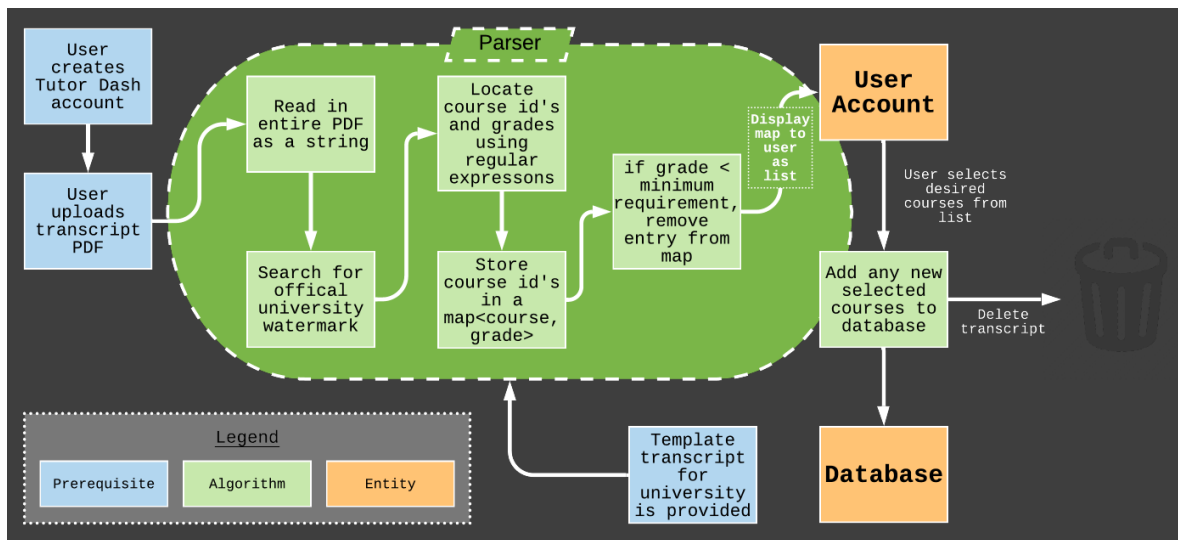 User
creates
Tutor Dash
account
User
uploads
transcript
PDF
Parser
Read in
entire PDF
as a string
Search for
offical
university
watermark
Locate
course id's
and grades
using
regular
expressons
Store
course id's
in a
map<course,
grade>
if grade <
minimum
requirement,
remove
entry from
map
Display
map to
user
as
list
User
Account
User selects
desired
courses from
list
Add any new
selected
courses to
database
Delete
transcript
Database
Template
transcript
for
university
is provided
Legend
Prerequisite
Algorithm
Entity